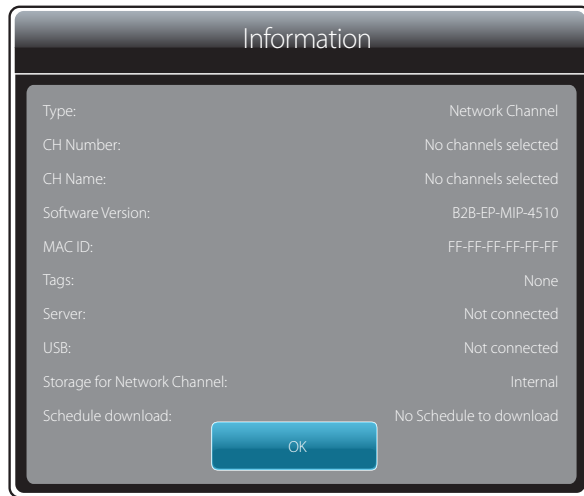 Information
Type: Network Channel
CH Number: No channels selected
CH Name: No channels selected
Software Version: B2B-EP-MIP-4510
MAC ID: FF-FF-FF-FF-FF-FF
Tags: None
Server: Not connected
USB: Not connected
Storage for Network Channel: Internal
Schedule download: No Schedule to download
OK